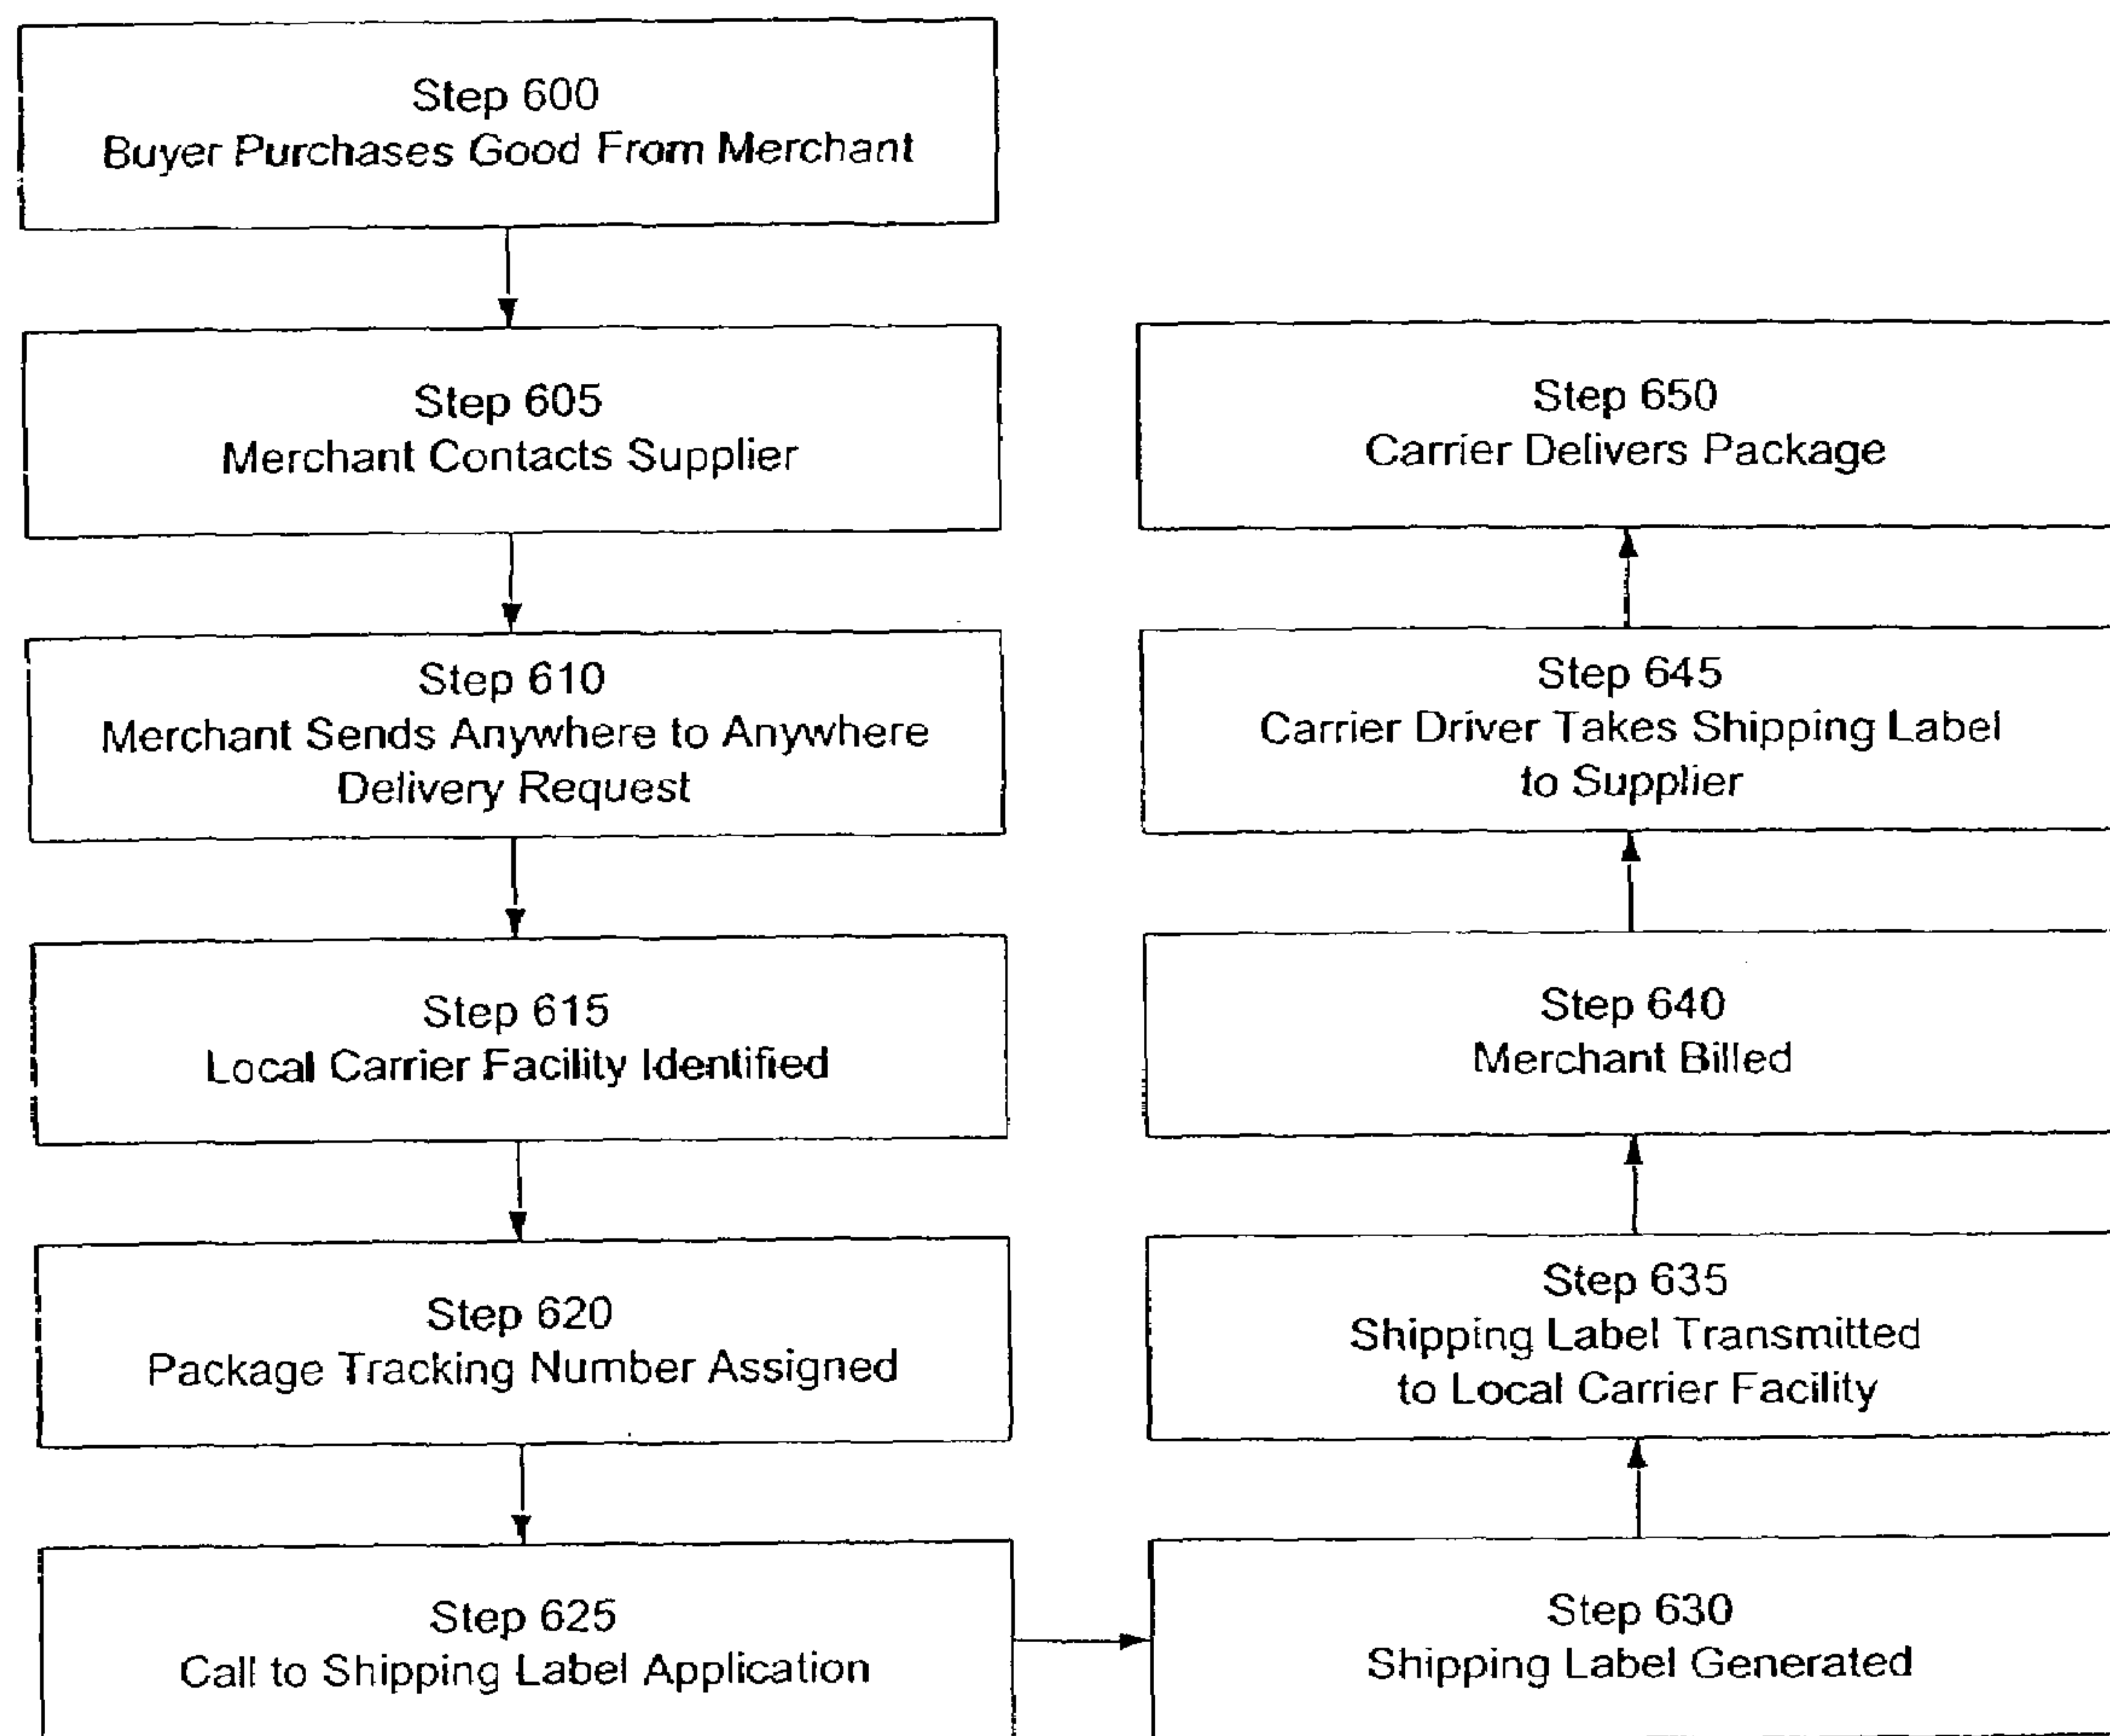 Step 600
Buyer Purchases Good From Merchant
Step 605
Merchant Contacts Supplier
Step 610
Merchant Sends Anywhere to Anywhere
Delivery Request
Step 615
Local Carrier Facility Identified
Step 620
Package Tracking Number Assigned
Step 625
Call to Shipping Label Application
Step 630
Shipping Label Generated
Step 635
Shipping Label Transmitted
to Local Carrier Facility
Step 640
Merchant Billed
Step 645
Carrier Driver Takes Shipping Label
to Supplier
Step 650
Carrier Delivers Package